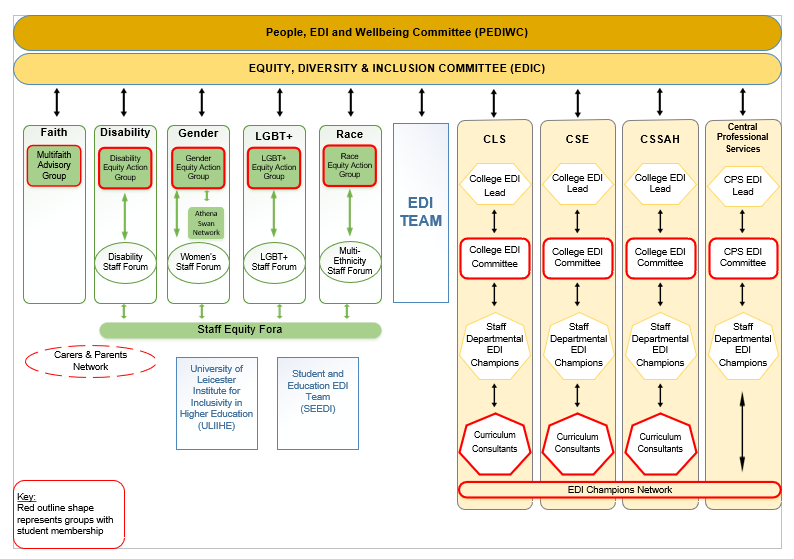 People, EDI and Wellbeing Committee (PEDIWC)
EQUITY, DIVERSITY & INCLUSION COMMITTEE (EDIC)
Faith
Multifaith
Advisory
Group
Disability
Disability
Equity Action
Group
Disability
Staff Forum
Gender
Gender
Equity Action
Group
Athena
Swan
Network
Women's
Staff Forum
LGBT+
LGBT+
Equity Action
Group
LGBT+
Staff Forum
Race
Race
Equity Action
Group
Multi-
Ethnicity
Staff Forum
Staff Equity Fora
EDI
TEAM
CLS
College EDI
Lead
College EDI
Committee
Staff
Departmental
EDI
Champions
Curriculum
Consultants
CSE
College EDI
Lead
College EDI
Committee
Staff
Departmental
EDI
Champions
Curriculum
Consultants
CSSAH
College EDI
Lead
College EDI
Committee
Staff
Departmental
EDI
Champions
Curriculum
Consultants
Central
Professional
Services
CPS EDI
Lead
CPS EDI
Committee
Staff
Departmental
EDI
Champions
EDI Champions Network
Carers & Parents
Network
University of
Leicester
Institute for
Inclusivity in
Higher Education
(ULIIHE)
Student and
Education EDI
Team
(SEEDI)
Key:
Red outline shape
represents groups with
student membership